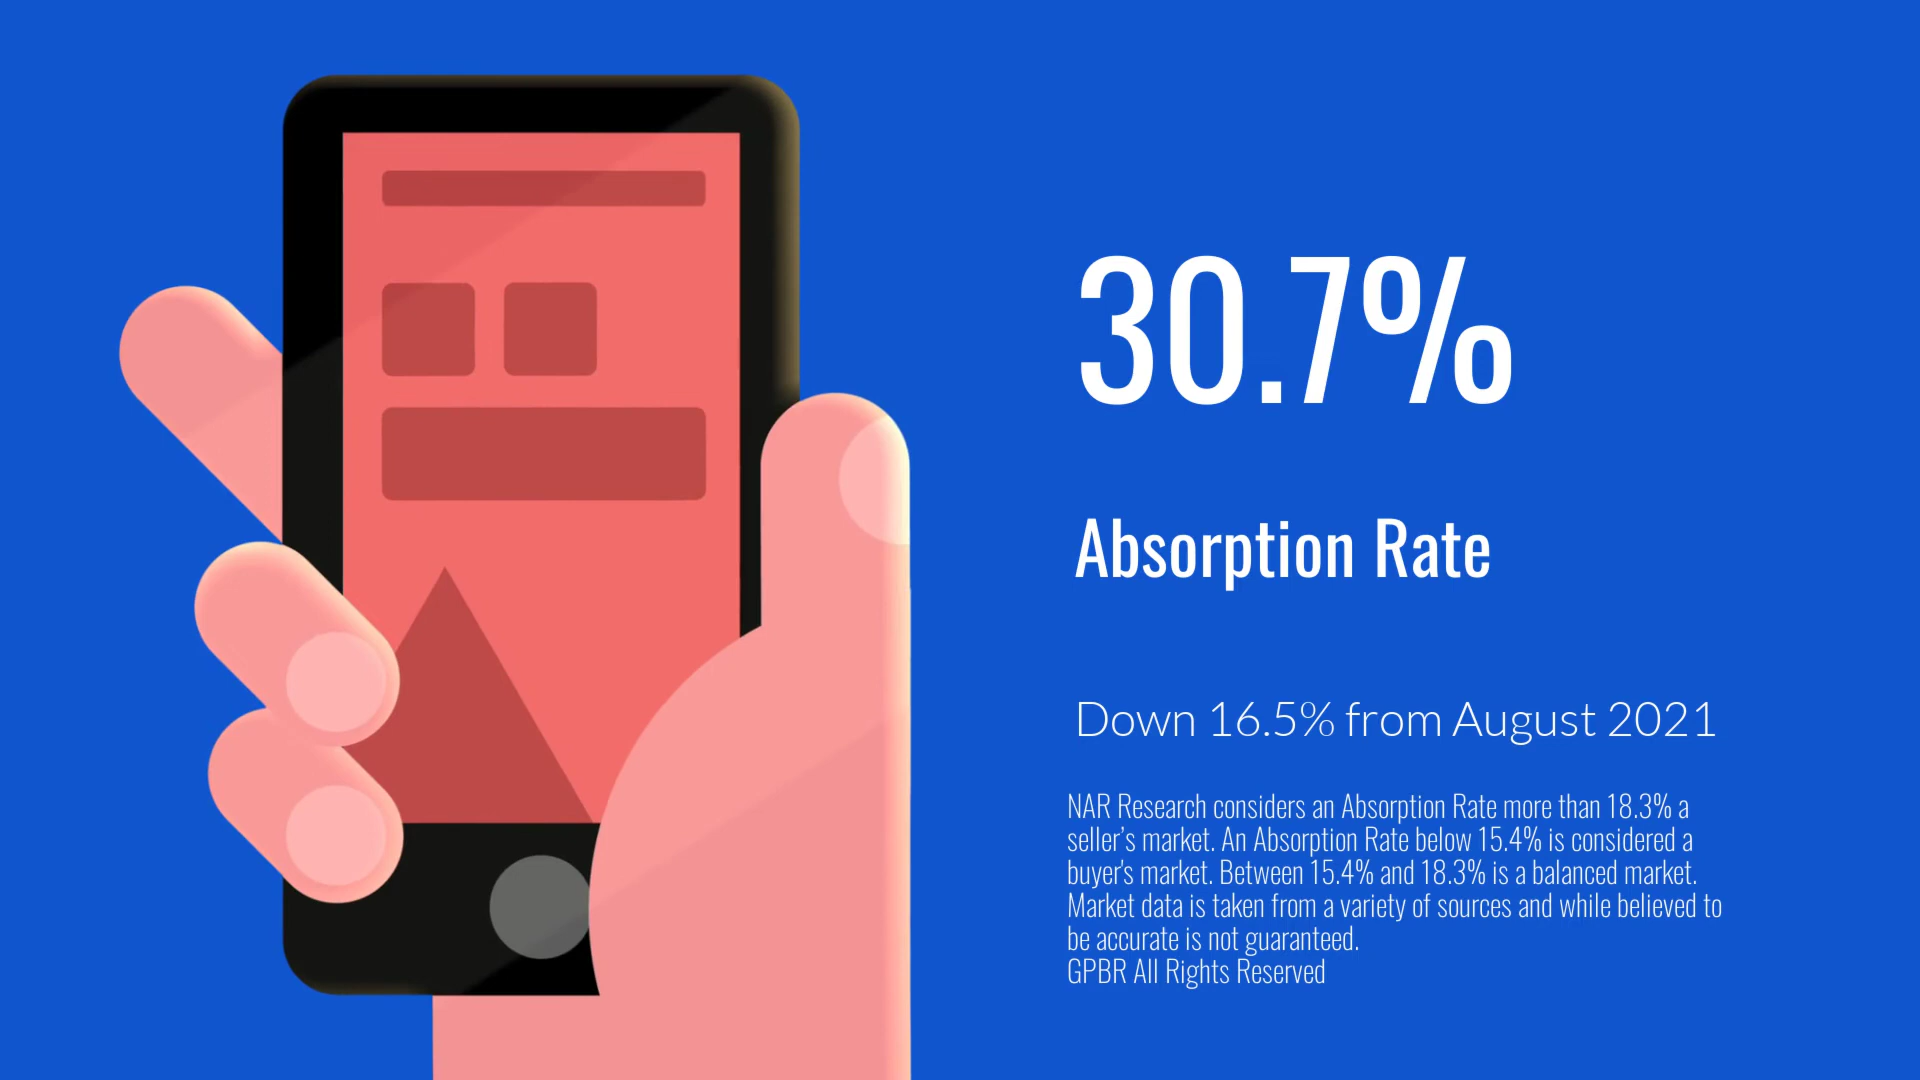 30.7%
Absorption Rate
Down 16.5% from August 2021
NAR Research considers an Absorption Rate more than 18.3% a
seller’s market. An Absorption Rate below 15.4% is considered a
buyer's market. Between 15.4% and 18.3% is a balanced market.
Market data is taken from a variety of sources and while believed to
be accurate is not guaranteed.
GPBR All Rights Reserved